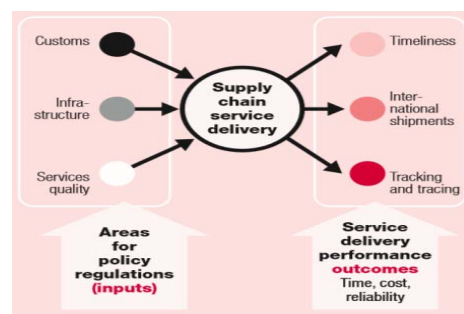 Customs
Infra-
structure
Services
quality
Supply
chain
service
delivery
Timeliness
Inter-
national
shipments
Tracking
and tracing
Areas
for
policy
regulations
(inputs)
Service
delivery
performance
outcomes
Time, cost,
reliability